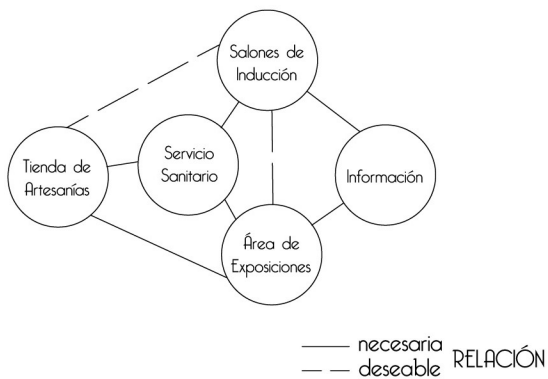 Salones de
Inducción
Servicio
Sanitario
Tienda de
Artesanías
Información
Área de
Exposiciones
necesaria
deseable
RELACIÓN